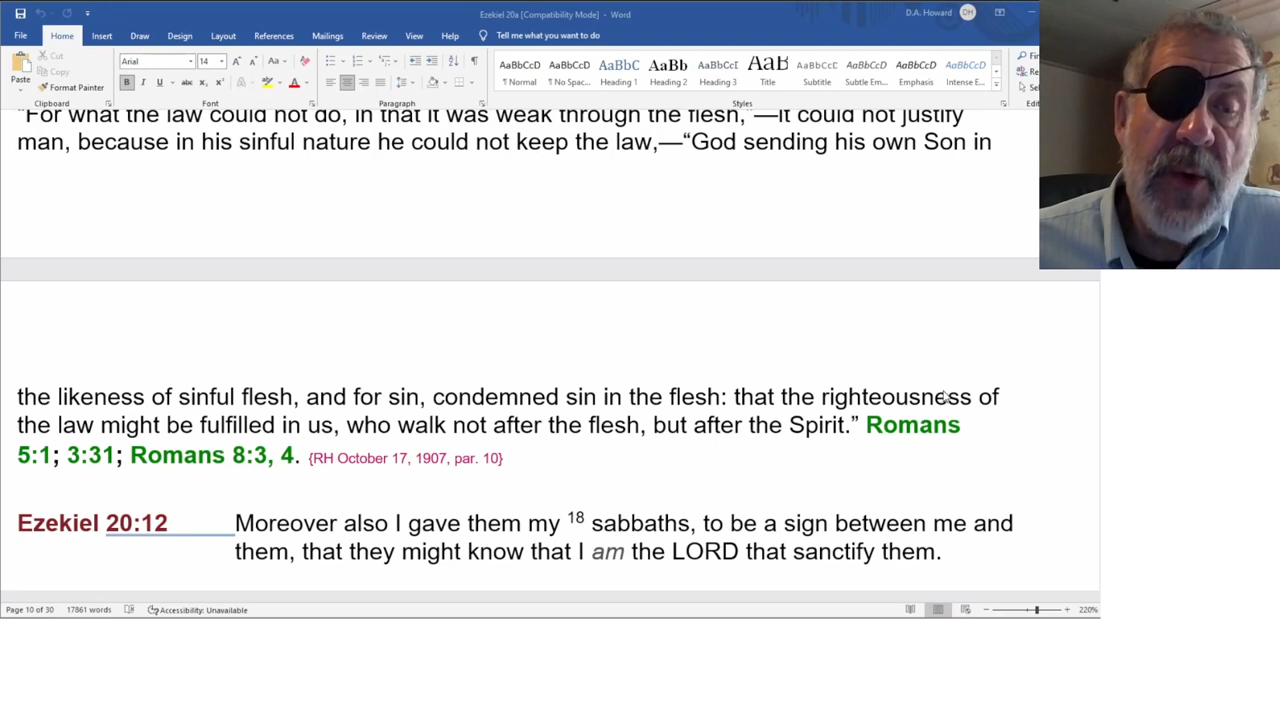 Ezekiel 20a [Compatibility Mode] - Word
D.A. Howard DH
File Home Insert Draw Design Layout References Mailings Review View Help Tell me what you want to do
Paste
Cut
Copy
Format Painter
Arial 14
Aa
B I U abc x₂ x² A A
AaBbCcD AaBbCcD AaBbC AaBb AaBbCcI AaB AaBbCcD AaBbCcD AaBbCcD AaBbCcD
¶ Normal ¶ No Spac... Heading 1 Heading 2 ¶ Heading 3 Title Subtitle Subtle Em... Emphasis Intense E...
Clipboard Font Paragraph Styles
“For what the law could not do, in that it was weak through the flesh,”—it could not justify
man, because in his sinful nature he could not keep the law,—“God sending his own Son in
the likeness of sinful flesh, and for sin, condemned sin in the flesh: that the righteousness of
the law might be fulfilled in us, who walk not after the flesh, but after the Spirit.” Romans
5:1; 3:31; Romans 8:3, 4. {RH October 17, 1907, par. 10}
Ezekiel 20:12 Moreover also I gave them my 18 sabbaths, to be a sign between me and
them, that they might know that I am the LORD that sanctify them.
Page 10 of 30 17861 words Accessibility: Unavailable 220%